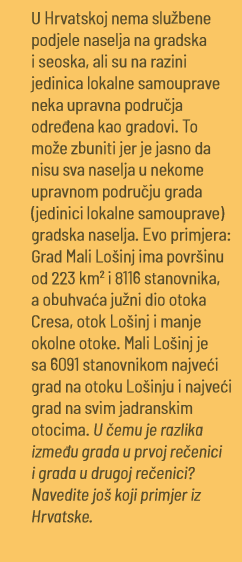 U Hrvatskoj nema službene
podjele naselja na gradska
i seoska, ali su na razini
jedinica lokalne samouprave
neka upravna područja
određena kao gradovi. To
može zbuniti jer je jasno da
nisu sva naselja u nekome
upravnom području grada
(jedinici lokalne samouprave)
gradska naselja. Evo primjera:
Grad Mali Lošinj ima površinu
od 223 km² i 8116 stanovnika,
a obuhvaća južni dio otoka
Cresa, otok Lošinj i manje
okolne otoke. Mali Lošinj je
sa 6091 stanovnikom najveći
grad na otoku Lošinju i najveći
grad na svim jadranskim
otocima. U čemu je razlika
između grada u prvoj rečenici
i grada u drugoj rečenici?
Navedite još koji primjer iz
Hrvatske.